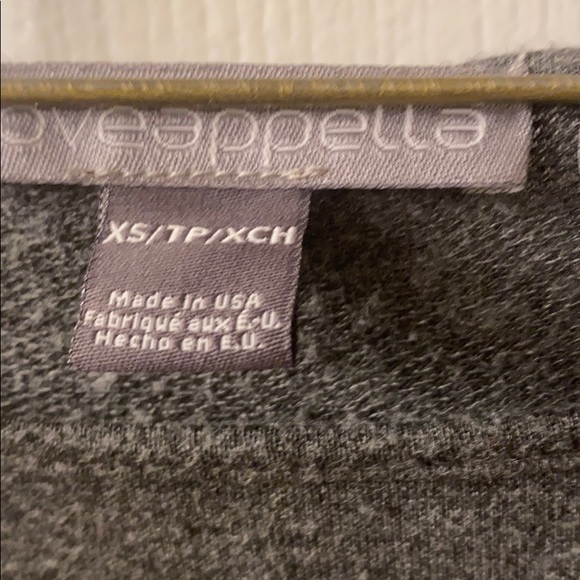 oveappella
XS/TP/XCH
Made in USA
Fabriqué aux E.-U.
Hecho en E.U.